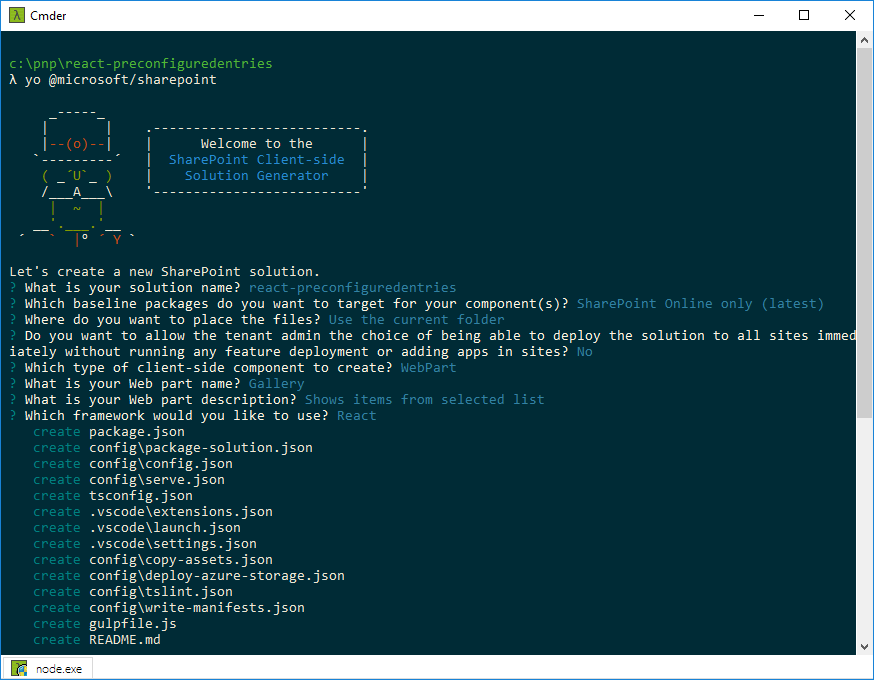 Cmder
c:\pnp\react-preconfiguredentries
λ yo @microsoft/sharepoint
     _-----_
    |       |    .--------------------------.
    |--(o)--|    |      Welcome to the      |
   `---------´   |  SharePoint Client-side  |
    ( _´U`_ )    |    Solution Generator    |
    /___A___\    '--------------------------'
     |  ~  |
   __'.___.'__
 ´   `  |° ´ Y `
Let's create a new SharePoint solution.
? What is your solution name? react-preconfiguredentries
? Which baseline packages do you want to target for your component(s)? SharePoint Online only (latest)
? Where do you want to place the files? Use the current folder
? Do you want to allow the tenant admin the choice of being able to deploy the solution to all sites immed
iately without running any feature deployment or adding apps in sites? No
? Which type of client-side component to create? WebPart
? What is your Web part name? Gallery
? What is your Web part description? Shows items from selected list
? Which framework would you like to use? React
   create package.json
   create config\package-solution.json
   create config\config.json
   create config\serve.json
   create tsconfig.json
   create .vscode\extensions.json
   create .vscode\launch.json
   create .vscode\settings.json
   create config\copy-assets.json
   create config\deploy-azure-storage.json
   create config\tslint.json
   create config\write-manifests.json
   create gulpfile.js
   create README.md
node.exe